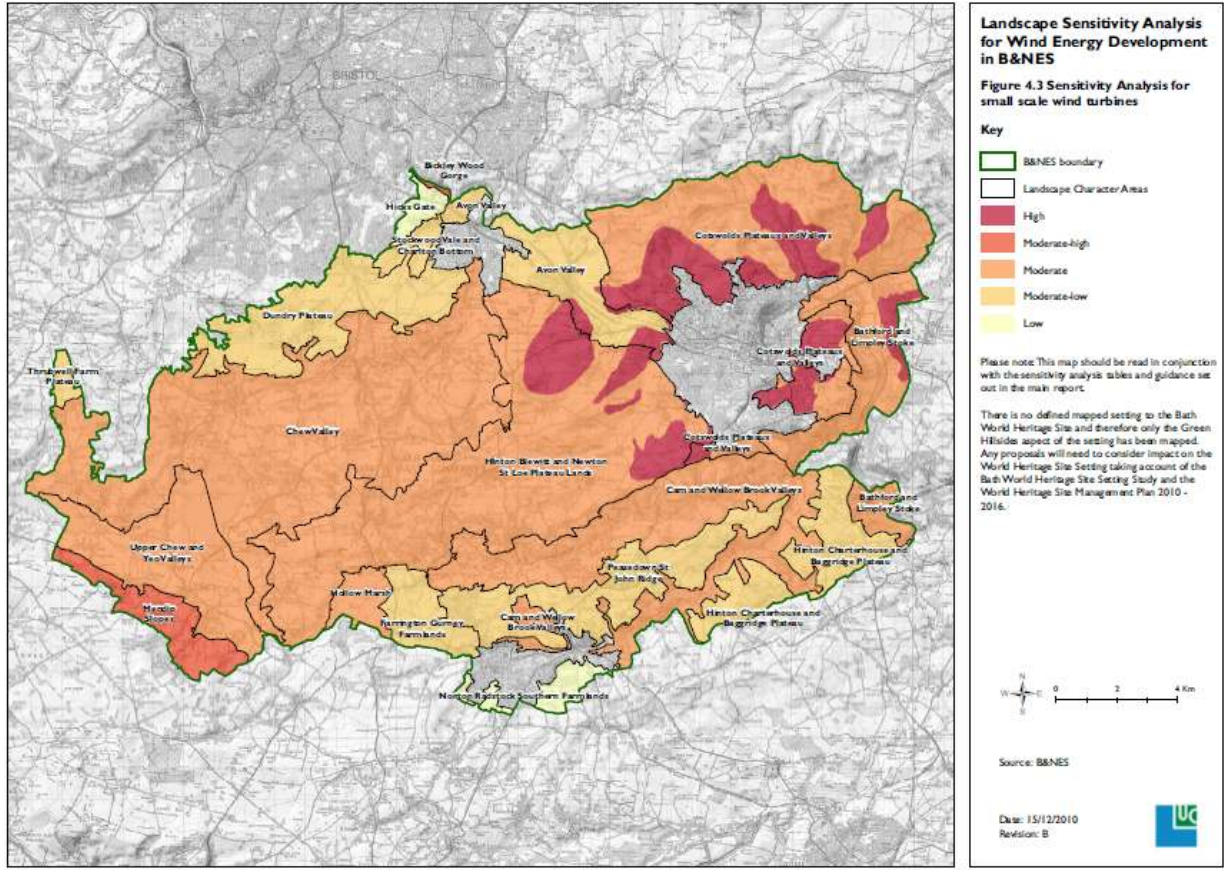 BRISTOL
Bickley Wood
Gorge
Hicks Gate
Avon Valley
Stockwood Vale and
Charlton Bottom
Cotswolds Plateaus and Valleys
Avon Valley
Dundry Plateau
Bathford and
Limpley Stoke
Cotswolds Plateaus
and Valleys
Thrubwell Farm
Plateau
Chew Valley
Cotswolds Plateaus
and Valleys
Hinton Blewitt and Newton
St Loe Plateau Lands
Cam and Wellow Brook Valleys
Bathford and
Limpley Stoke
Upper Chew and
Yeo Valleys
Hinton Charterhouse and
Baggridge Plateau
Peasedown St
John Ridge
Hollow Marsh
Mendip
Slopes
Farrington Gurney
Farmlands
Cam and Wellow
Brook Valleys
Hinton Charterhouse and
Baggridge Plateau
Norton Radstock Southern Farmlands
Landscape Sensitivity Analysis
for Wind Energy Development
in B&NES
Figure 4.3 Sensitivity Analysis for
small scale wind turbines
Key
B&NES boundary
Landscape Character Areas
High
Moderate-high
Moderate
Moderate-low
Low
Please note: This map should be read in conjunction
with the sensitivity analysis tables and guidance set
out in the main report.
There is no defined mapped setting to the Bath
World Heritage Site and therefore only the Green
Hillsides aspect of the setting has been mapped.
Any proposals will need to consider impact on the
World Heritage Site Setting taking account of the
Bath World Heritage Site Setting Study and the
World Heritage Site Management Plan 2010 -
2016.
N
W E
S
0 2 4 Km
Source: B&NES
Date: 15/12/2010
Revision: B
LUC